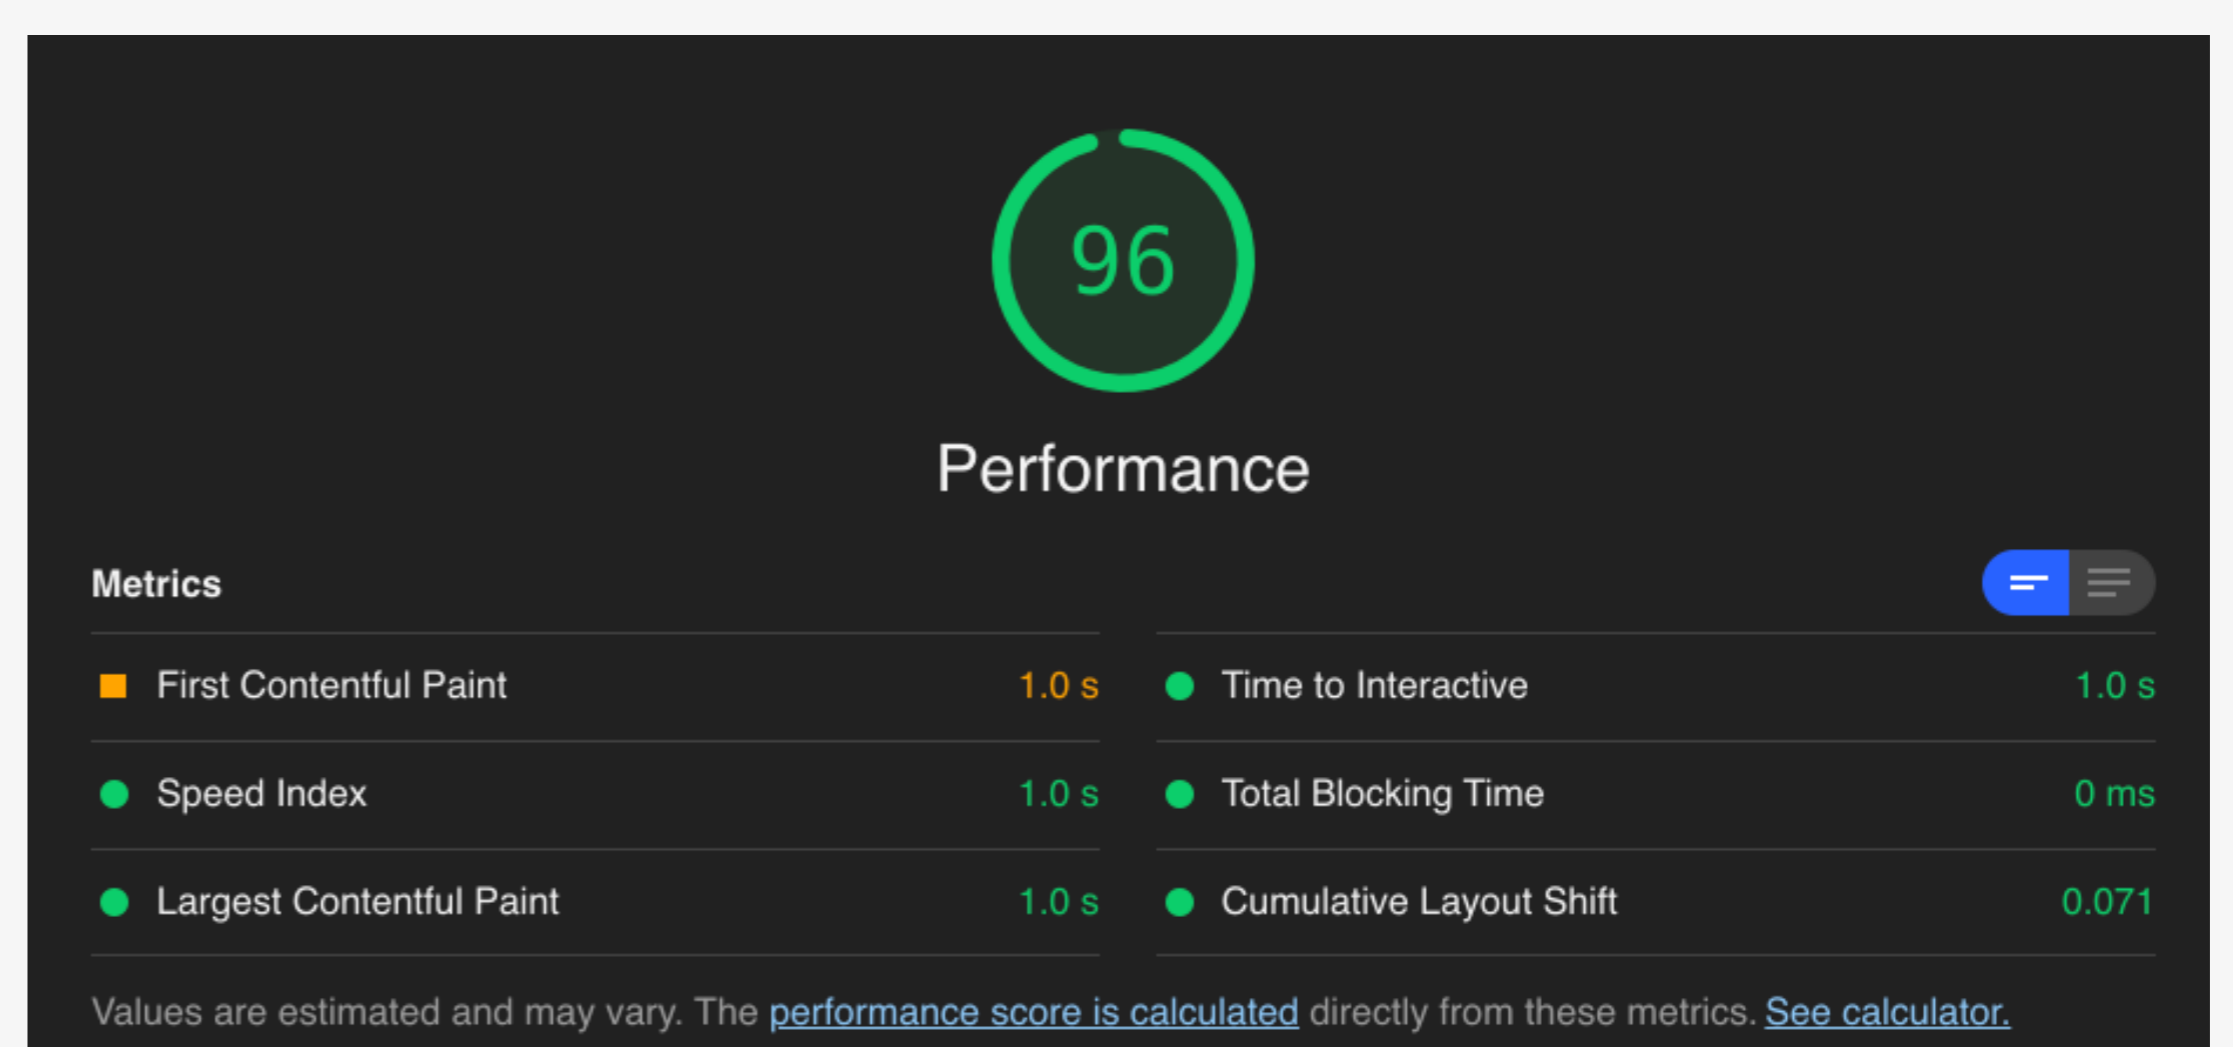 96
Performance
Metrics
First Contentful Paint 1.0 s
Time to Interactive 1.0 s
Speed Index 1.0 s
Total Blocking Time 0 ms
Largest Contentful Paint 1.0 s
Cumulative Layout Shift 0.071
Values are estimated and may vary. The performance score is calculated directly from these metrics. See calculator.